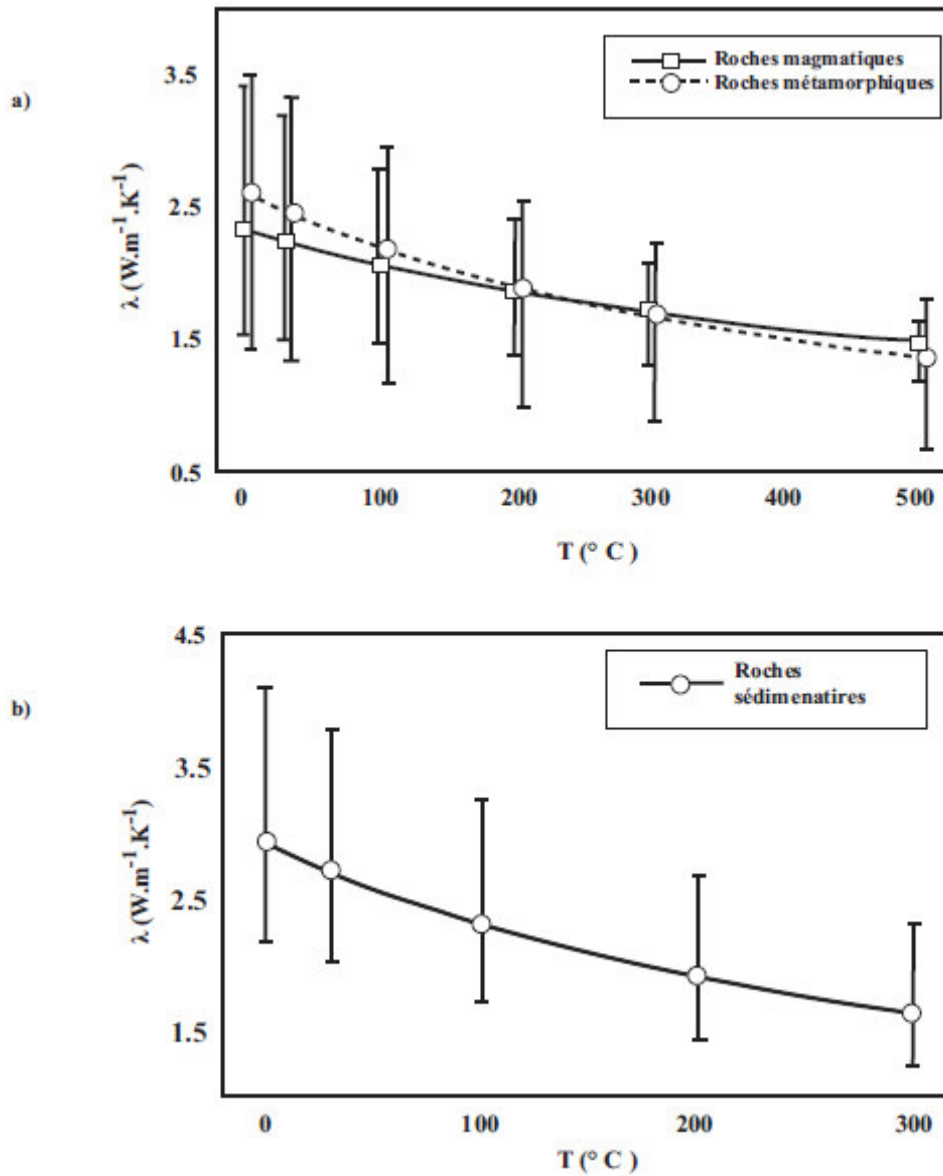 a)
λ (W.m⁻¹.K⁻¹)
3.5
2.5
1.5
0.5
Roches magmatiques
Roches métamorphiques
0 100 200 300 400 500
T (° C)
b)
λ (W.m⁻¹.K⁻¹)
4.5
3.5
2.5
1.5
Roches
sédimenatires
0 100 200 300
T (° C)